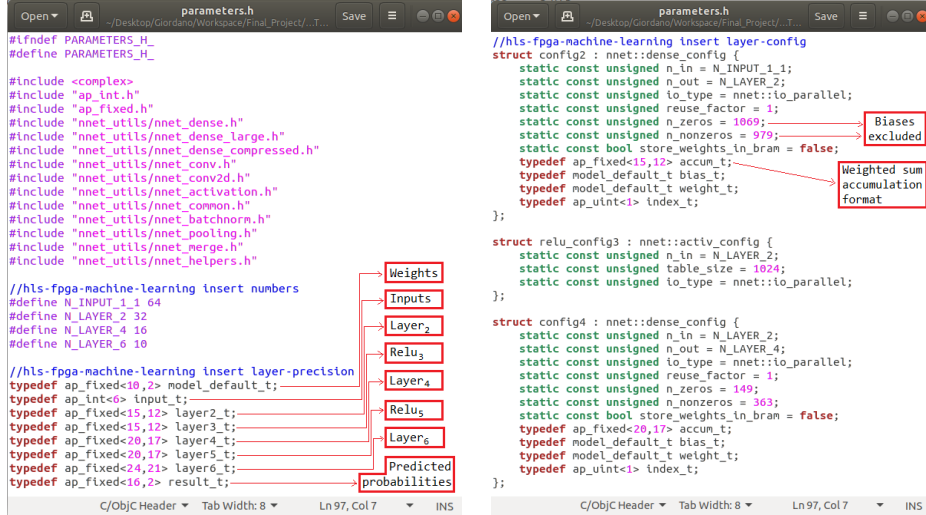 Open
parameters.h
~/Desktop/Giordano/Workspace/Final_Project/...T...
Save
#ifndef PARAMETERS_H_
#define PARAMETERS_H_
#include <complex>
#include "ap_int.h"
#include "ap_fixed.h"
#include "nnet_utils/nnet_dense.h"
#include "nnet_utils/nnet_dense_large.h"
#include "nnet_utils/nnet_dense_compressed.h"
#include "nnet_utils/nnet_conv.h"
#include "nnet_utils/nnet_conv2d.h"
#include "nnet_utils/nnet_activation.h"
#include "nnet_utils/nnet_common.h"
#include "nnet_utils/nnet_batchnorm.h"
#include "nnet_utils/nnet_pooling.h"
#include "nnet_utils/nnet_merge.h"
#include "nnet_utils/nnet_helpers.h"
//hls-fpga-machine-learning insert numbers
#define N_INPUT_1_1 64
#define N_LAYER_2 32
#define N_LAYER_4 16
#define N_LAYER_6 10
//hls-fpga-machine-learning insert layer-precision
typedef ap_fixed<10,2> model_default_t;
typedef ap_int<6> input_t;
typedef ap_fixed<15,12> layer2_t;
typedef ap_fixed<15,12> layer3_t;
typedef ap_fixed<20,17> layer4_t;
typedef ap_fixed<20,17> layer5_t;
typedef ap_fixed<24,21> layer6_t;
typedef ap_fixed<16,2> result_t;
Weights
Inputs
Layer₂
Relu₃
Layer₄
Relu₅
Layer₆
Predicted
probabilities
C/ObjC Header Tab Width: 8 Ln 97, Col 7 INS
Open
parameters.h
~/Desktop/Giordano/Workspace/Final_Project/...T...
Save
//hls-fpga-machine-learning insert layer-config
struct config2 : nnet::dense_config {
static const unsigned n_in = N_INPUT_1_1;
static const unsigned n_out = N_LAYER_2;
static const unsigned io_type = nnet::io_parallel;
static const unsigned reuse_factor = 1;
static const unsigned n_zeros = 1069;
static const unsigned n_nonzeros = 979;
static const bool store_weights_in_bram = false;
typedef ap_fixed<15,12> accum_t;
typedef model_default_t bias_t;
typedef model_default_t weight_t;
typedef ap_uint<1> index_t;
};
Biases
excluded
Weighted sum
accumulation
format
struct relu_config3 : nnet::activ_config {
static const unsigned n_in = N_LAYER_2;
static const unsigned table_size = 1024;
static const unsigned io_type = nnet::io_parallel;
};
struct config4 : nnet::dense_config {
static const unsigned n_in = N_LAYER_2;
static const unsigned n_out = N_LAYER_4;
static const unsigned io_type = nnet::io_parallel;
static const unsigned reuse_factor = 1;
static const unsigned n_zeros = 149;
static const unsigned n_nonzeros = 363;
static const bool store_weights_in_bram = false;
typedef ap_fixed<20,17> accum_t;
typedef model_default_t bias_t;
typedef model_default_t weight_t;
typedef ap_uint<1> index_t;
};
C/ObjC Header Tab Width: 8 Ln 97, Col 7 INS